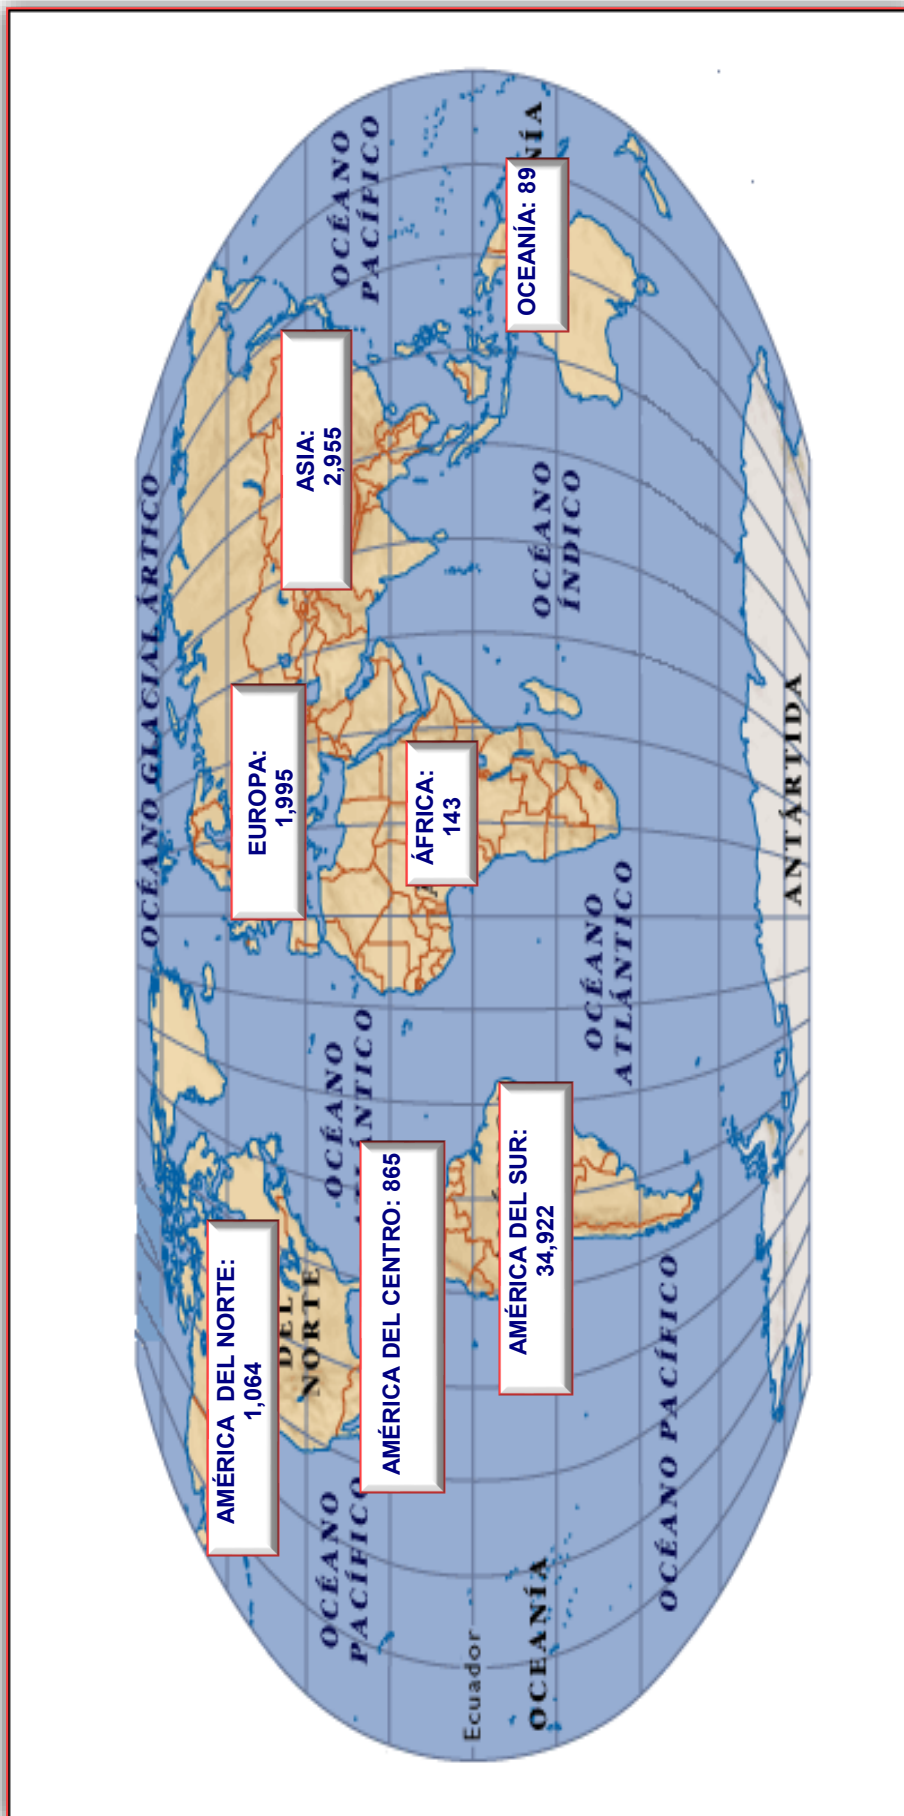 OCÉANO GLACIAL ÁRTICO
AMÉRICA DEL NORTE:
1,064
DEL
NORTE
EUROPA:
1,995
ASIA:
2,955
OCÉANO
PACÍFICO
OCÉANO
OCÉANO
PACÍFICO
AMÉRICA DEL CENTRO: 865
ÁFRICA:
143
Ecuador
OCEANÍA
AMÉRICA DEL SUR:
34,922
OCÉANO
ATLÁNTICO
OCÉANO
ÍNDICO
OCEANÍA: 89
OCÉANO PACÍFICO
ANTÁRTIDA